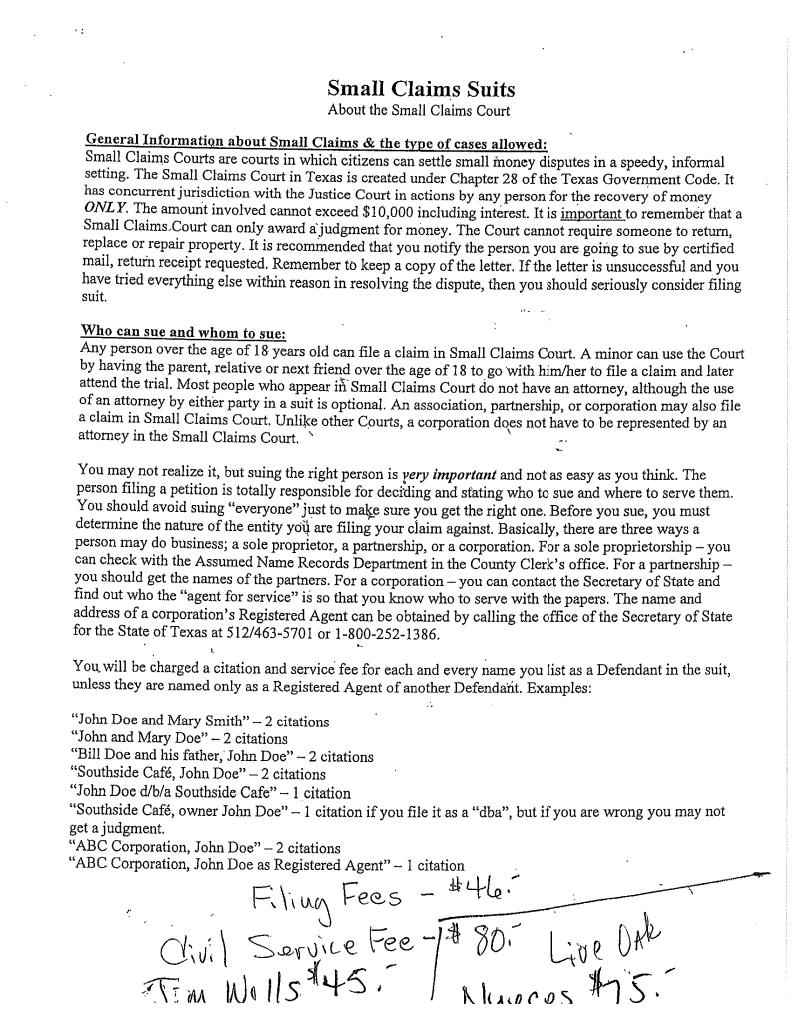 Small Claims Suits
About the Small Claims Court
General Information about Small Claims & the type of cases allowed:
Small Claims Courts are courts in which citizens can settle small money disputes in a speedy, informal
setting. The Small Claims Court in Texas is created under Chapter 28 of the Texas Government Code. It
has concurrent jurisdiction with the Justice Court in actions by any person for the recovery of money
ONLY. The amount involved cannot exceed $10,000 including interest. It is important to remember that a
Small Claims Court can only award a judgment for money. The Court cannot require someone to return,
replace or repair property. It is recommended that you notify the person you are going to sue by certified
mail, return receipt requested. Remember to keep a copy of the letter. If the letter is unsuccessful and you
have tried everything else within reason in resolving the dispute, then you should seriously consider filing
suit.
Who can sue and whom to sue:
Any person over the age of 18 years old can file a claim in Small Claims Court. A minor can use the Court
by having the parent, relative or next friend over the age of 18 to go with him/her to file a claim and later
attend the trial. Most people who appear in Small Claims Court do not have an attorney, although the use
of an attorney by either party in a suit is optional. An association, partnership, or corporation may also file
a claim in Small Claims Court. Unlike other Courts, a corporation does not have to be represented by an
attorney in the Small Claims Court.
You may not realize it, but suing the right person is very important and not as easy as you think. The
person filing a petition is totally responsible for deciding and stating who to sue and where to serve them.
You should avoid suing “everyone” just to make sure you get the right one. Before you sue, you must
determine the nature of the entity you are filing your claim against. Basically, there are three ways a
person may do business; a sole proprietor, a partnership, or a corporation. For a sole proprietorship – you
can check with the Assumed Name Records Department in the County Clerk’s office. For a partnership –
you should get the names of the partners. For a corporation – you can contact the Secretary of State and
find out who the “agent for service” is so that you know who to serve with the papers. The name and
address of a corporation’s Registered Agent can be obtained by calling the office of the Secretary of State
for the State of Texas at 512/463-5701 or 1-800-252-1386.
You will be charged a citation and service fee for each and every name you list as a Defendant in the suit,
unless they are named only as a Registered Agent of another Defendant. Examples:
“John Doe and Mary Smith” – 2 citations
“John and Mary Doe” – 2 citations
“Bill Doe and his father, John Doe” – 2 citations
“Southside Café, John Doe” – 2 citations
“John Doe d/b/a Southside Cafe” – 1 citation
“Southside Café, owner John Doe” – 1 citation if you file it as a “dba”, but if you are wrong you may not
get a judgment.
“ABC Corporation, John Doe” – 2 citations
“ABC Corporation, John Doe as Registered Agent” – 1 citation
Filing Fees – $46.-
Civil Service Fee – $80.- Live Oak
Jim Wells $45.- Nueces $75.-